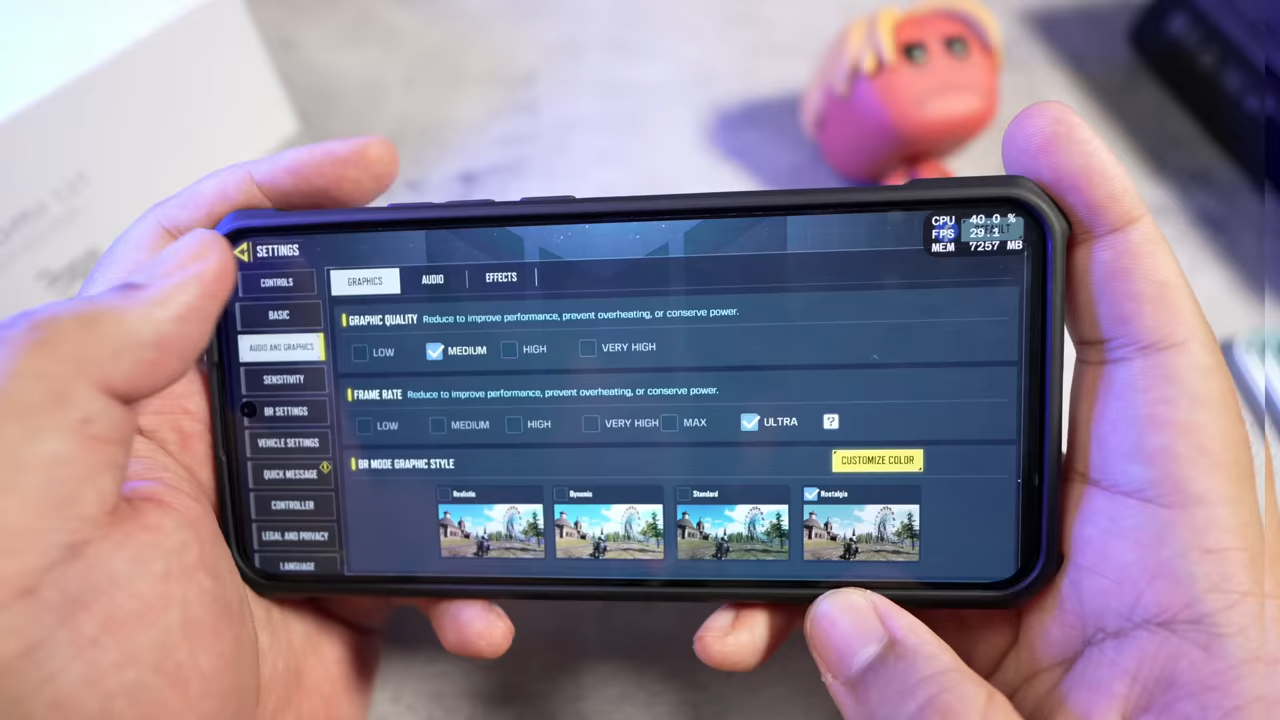 CPU 40.0 %
FPS 29.1
MEM 7257 MB
SETTINGS
CONTROLS
BASIC
AUDIO AND GRAPHICS
SENSITIVITY
BR SETTINGS
VEHICLE SETTINGS
QUICK MESSAGE
CONTROLLER
LEGAL AND PRIVACY
LANGUAGE
GRAPHICS AUDIO EFFECTS
GRAPHIC QUALITY Reduce to improve performance, prevent overheating, or conserve power.
LOW MEDIUM HIGH VERY HIGH
FRAME RATE Reduce to improve performance, prevent overheating, or conserve power.
LOW MEDIUM HIGH VERY HIGH MAX ULTRA ?
BR MODE GRAPHIC STYLE CUSTOMIZE COLOR
Realistic Dynamic Standard Nostalgia